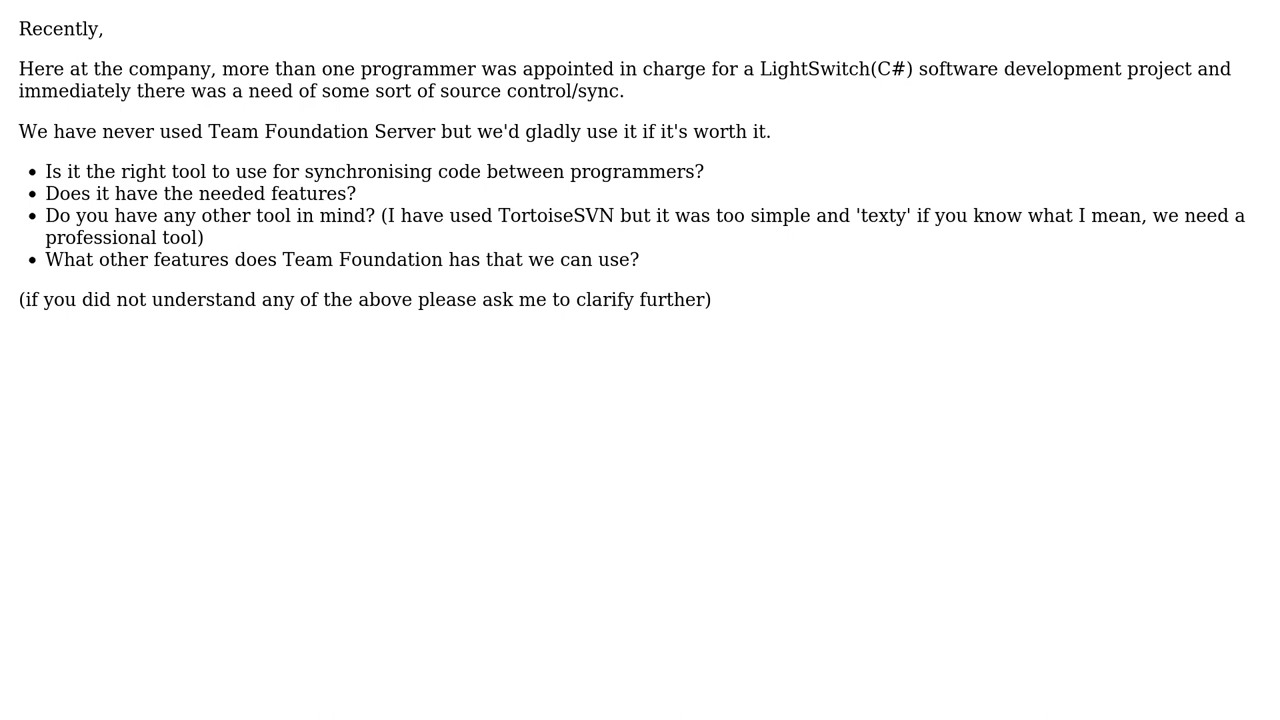 Recently,
Here at the company, more than one programmer was appointed in charge for a LightSwitch(C#) software development project and
immediately there was a need of some sort of source control/sync.
We have never used Team Foundation Server but we'd gladly use it if it's worth it.
• Is it the right tool to use for synchronising code between programmers?
• Does it have the needed features?
• Do you have any other tool in mind? (I have used TortoiseSVN but it was too simple and 'texty' if you know what I mean, we need a
professional tool)
• What other features does Team Foundation has that we can use?
(if you did not understand any of the above please ask me to clarify further)